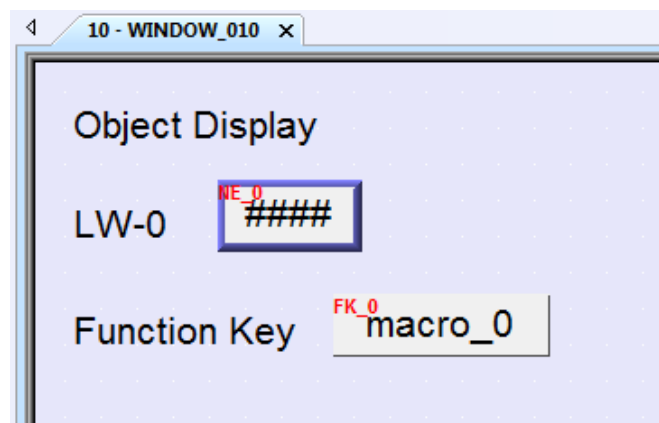 10 - WINDOW_010
Object Display
NE_0
LW-0 ####
FK_0
Function Key macro_0